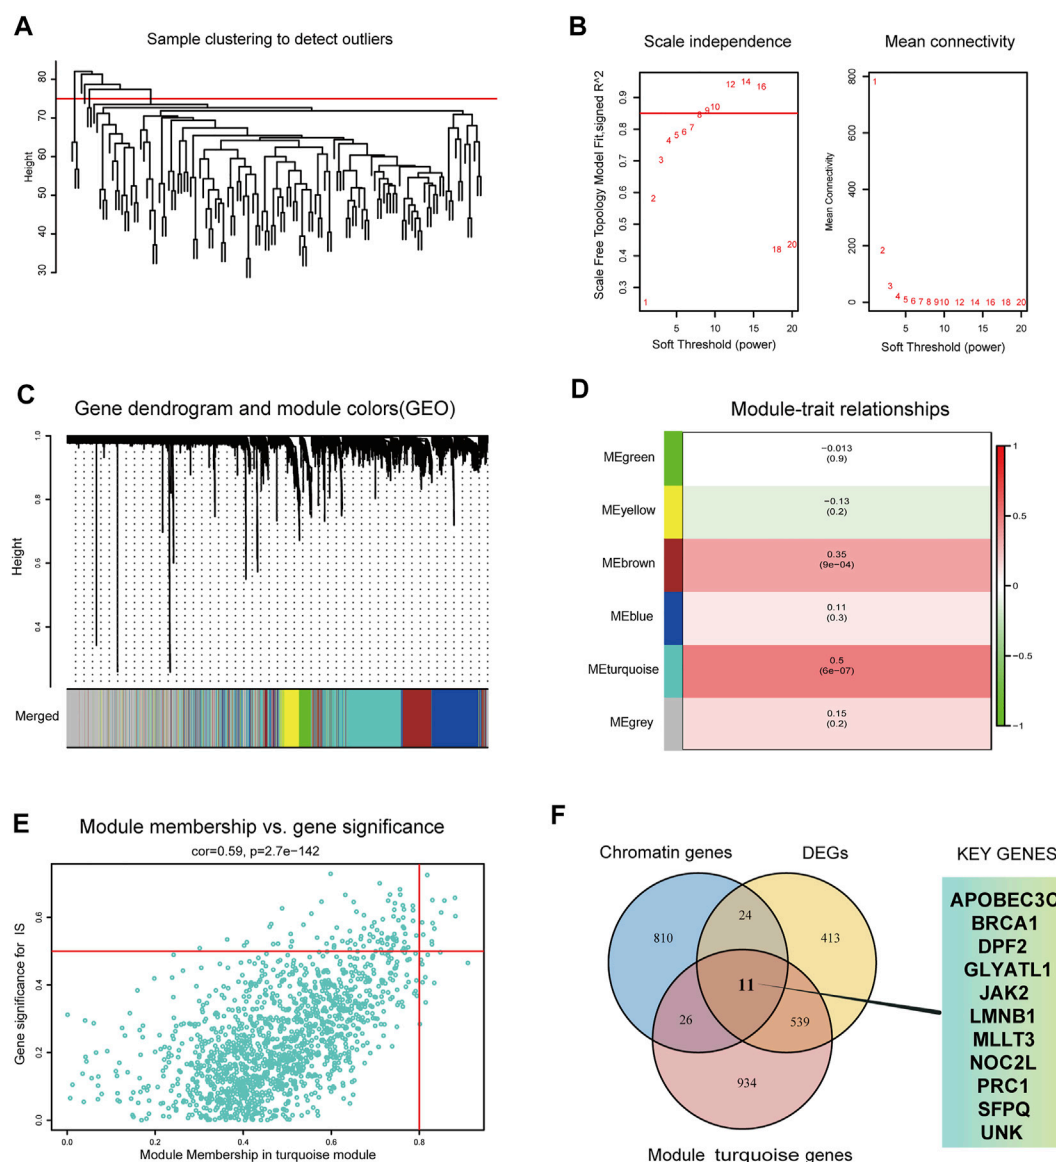 A
Sample clustering to detect outliers
Height
80
70
60
50
40
30
B
Scale independence
Scale Free Topology Model Fit,signed R^2
0.9
0.8
0.7
0.6
0.5
0.4
0.3
1
2
3
4
5
6
7
8
9
10
12
14
16
18
20
5 10 15 20
Soft Threshold (power)
Mean connectivity
Mean Connectivity
800
600
400
200
0
1
2
3
4
5 6 7 8 9 10 12 14 16 18 20
5 10 15 20
Soft Threshold (power)
C
Gene dendrogram and module colors(GEO)
Height
1.0
0.8
0.6
0.4
Merged
D
Module-trait relationships
MEgreen
−0.013
(0.9)
MEyellow
−0.13
(0.2)
MEbrown
0.35
(9e−04)
MEblue
0.11
(0.3)
MEturquoise
0.5
(6e−07)
MEgrey
0.15
(0.2)
1
0.5
0
−0.5
−1
E
Module membership vs. gene significance
cor=0.59, p=2.7e−142
Gene significance for IS
0.6
0.4
0.2
0.0
0.0 0.2 0.4 0.6 0.8
Module Membership in turquoise module
F
Chromatin genes
DEGs
KEY GENES
810
24
413
11
26
539
934
Module turquoise genes
APOBEC3C
BRCA1
DPF2
GLYATL1
JAK2
LMNB1
MLLT3
NOC2L
PRC1
SFPQ
UNK